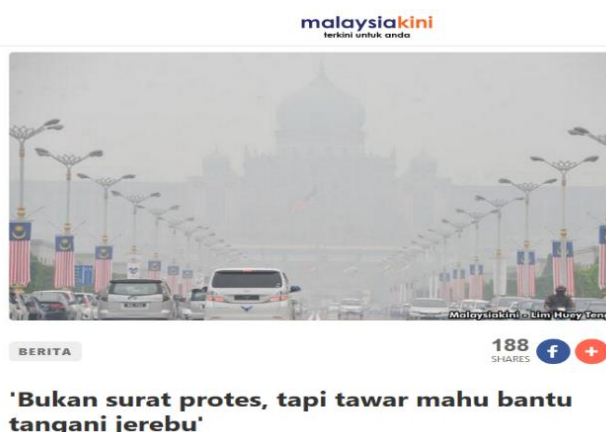 malaysiakini
terkini untuk anda
Malaysiakini - Lim Huey Teng
BERITA
188
SHARES
f
+
'Bukan surat protes, tapi tawar mahu bantu
tangani jerebu'